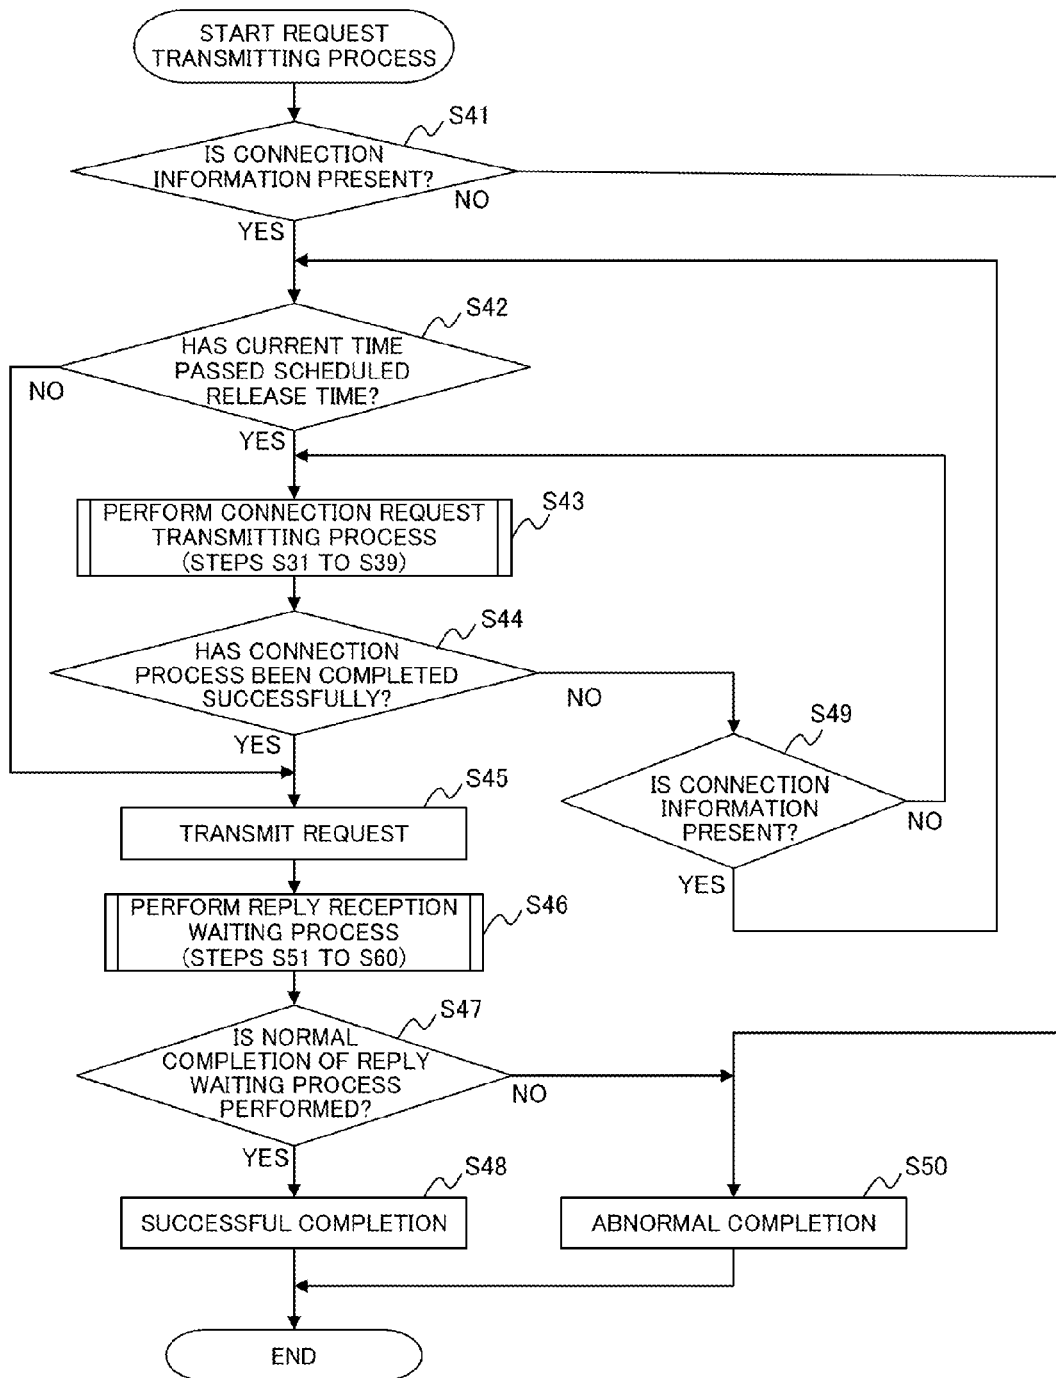 START REQUEST
TRANSMITTING PROCESS
S41
IS CONNECTION
INFORMATION PRESENT?
NO
YES
S42
HAS CURRENT TIME
PASSED SCHEDULED
RELEASE TIME?
NO
YES
S43
PERFORM CONNECTION REQUEST
TRANSMITTING PROCESS
(STEPS S31 TO S39)
S44
HAS CONNECTION
PROCESS BEEN COMPLETED
SUCCESSFULLY?
NO
YES
S49
IS CONNECTION
INFORMATION
PRESENT?
NO
YES
S45
TRANSMIT REQUEST
S46
PERFORM REPLY RECEPTION
WAITING PROCESS
(STEPS S51 TO S60)
S47
IS NORMAL
COMPLETION OF REPLY
WAITING PROCESS
PERFORMED?
NO
YES
S48
SUCCESSFUL COMPLETION
S50
ABNORMAL COMPLETION
END